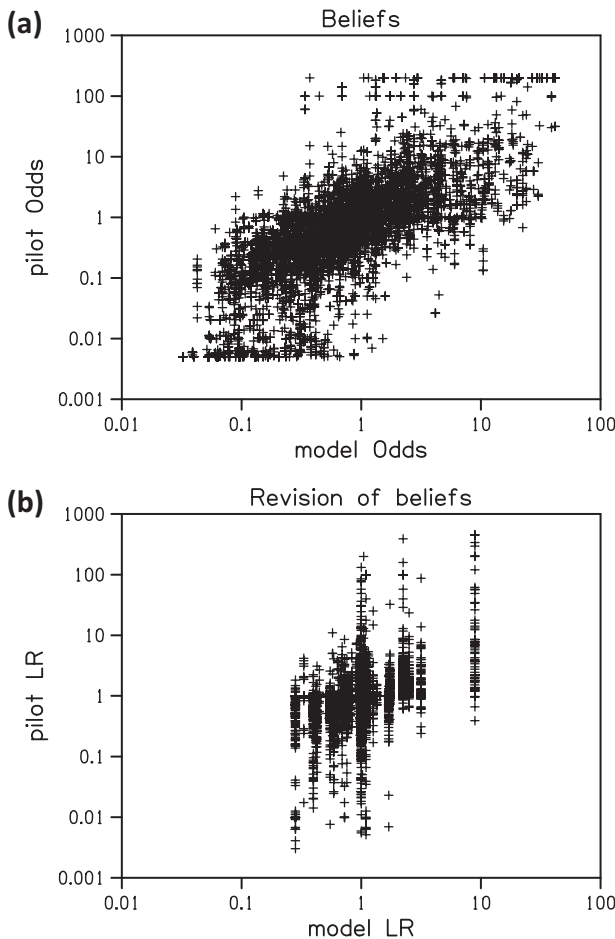 (a)
Beliefs
1000
100
10
1
0.1
0.01
0.001
pilot Odds
0.01 0.1 1 10 100
model Odds
(b)
Revision of beliefs
1000
100
10
1
0.1
0.01
0.001
pilot LR
0.01 0.1 1 10 100
model LR